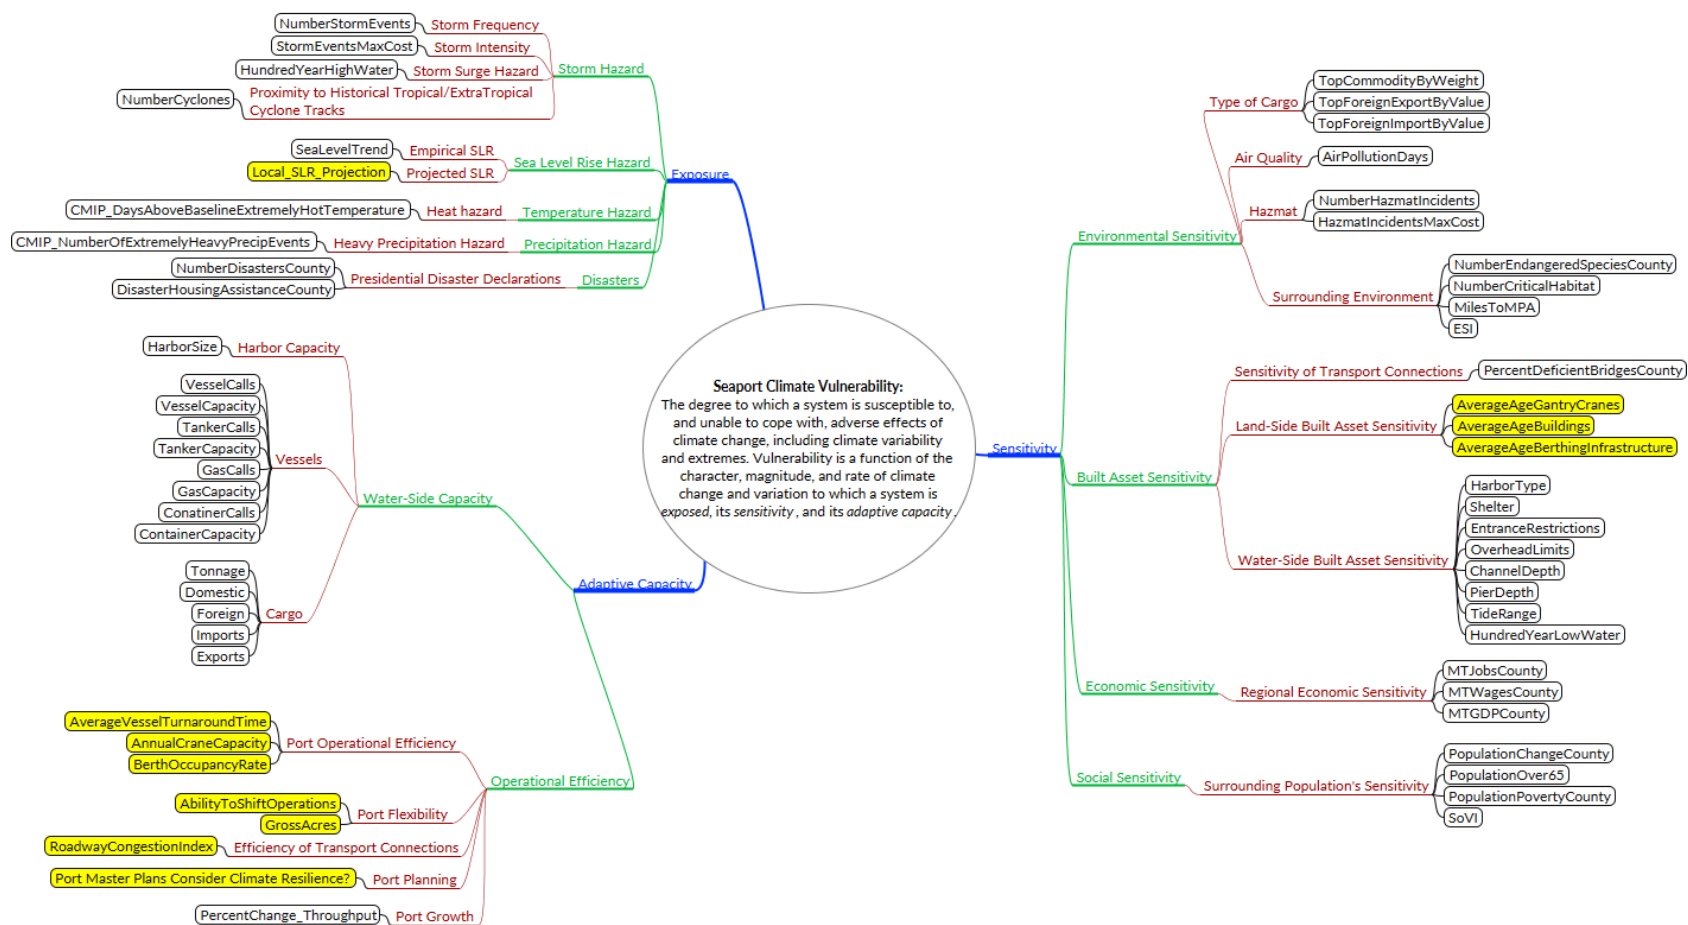 NumberStormEvents
Storm Frequency
StormEventsMaxCost
Storm Intensity
HundredYearHighWater
Storm Surge Hazard
NumberCyclones
Proximity to Historical Tropical/ExtraTropical
Cyclone Tracks
Storm Hazard
SeaLevelTrend
Empirical SLR
Local_SLR_Projection
Projected SLR
Sea Level Rise Hazard
Exposure
CMIP_DaysAboveBaselineExtremelyHotTemperature
Heat hazard
Temperature Hazard
CMIP_NumberOfExtremelyHeavyPrecipEvents
Heavy Precipitation Hazard
Precipitation Hazard
NumberDisastersCounty
DisasterHousingAssistanceCounty
Presidential Disaster Declarations
Disasters
HarborSize
Harbor Capacity
VesselCalls
VesselCapacity
TankerCalls
TankerCapacity
GasCalls
GasCapacity
ConatinerCalls
ContainerCapacity
Vessels
Water-Side Capacity
Tonnage
Domestic
Foreign
Imports
Exports
Cargo
Adaptive Capacity
AverageVesselTurnaroundTime
AnnualCraneCapacity
BerthOccupancyRate
Port Operational Efficiency
Operational Efficiency
AbilityToShiftOperations
GrossAcres
Port Flexibility
RoadwayCongestionIndex
Efficiency of Transport Connections
Port Master Plans Consider Climate Resilience?
Port Planning
PercentChange_Throughput
Port Growth
Seaport Climate Vulnerability:
The degree to which a system is susceptible to,
and unable to cope with, adverse effects of
climate change, including climate variability
and extremes. Vulnerability is a function of the
character, magnitude, and rate of climate
change and variation to which a system is
exposed, its sensitivity, and its adaptive capacity.
Sensitivity
Environmental Sensitivity
Type of Cargo
TopCommodityByWeight
TopForeignExportByValue
TopForeignImportByValue
Air Quality
AirPollutionDays
Hazmat
NumberHazmatIncidents
HazmatIncidentsMaxCost
Surrounding Environment
NumberEndangeredSpeciesCounty
NumberCriticalHabitat
MilesToMPA
ESI
Built Asset Sensitivity
Sensitivity of Transport Connections
PercentDeficientBridgesCounty
Land-Side Built Asset Sensitivity
AverageAgeGantryCranes
AverageAgeBuildings
AverageAgeBerthingInfrastructure
Water-Side Built Asset Sensitivity
HarborType
Shelter
EntranceRestrictions
OverheadLimits
ChannelDepth
PierDepth
TideRange
HundredYearLowWater
Economic Sensitivity
Regional Economic Sensitivity
MTJobsCounty
MTWagesCounty
MTGDPCounty
Social Sensitivity
Surrounding Population's Sensitivity
PopulationChangeCounty
PopulationOver65
PopulationPovertyCounty
SoVI